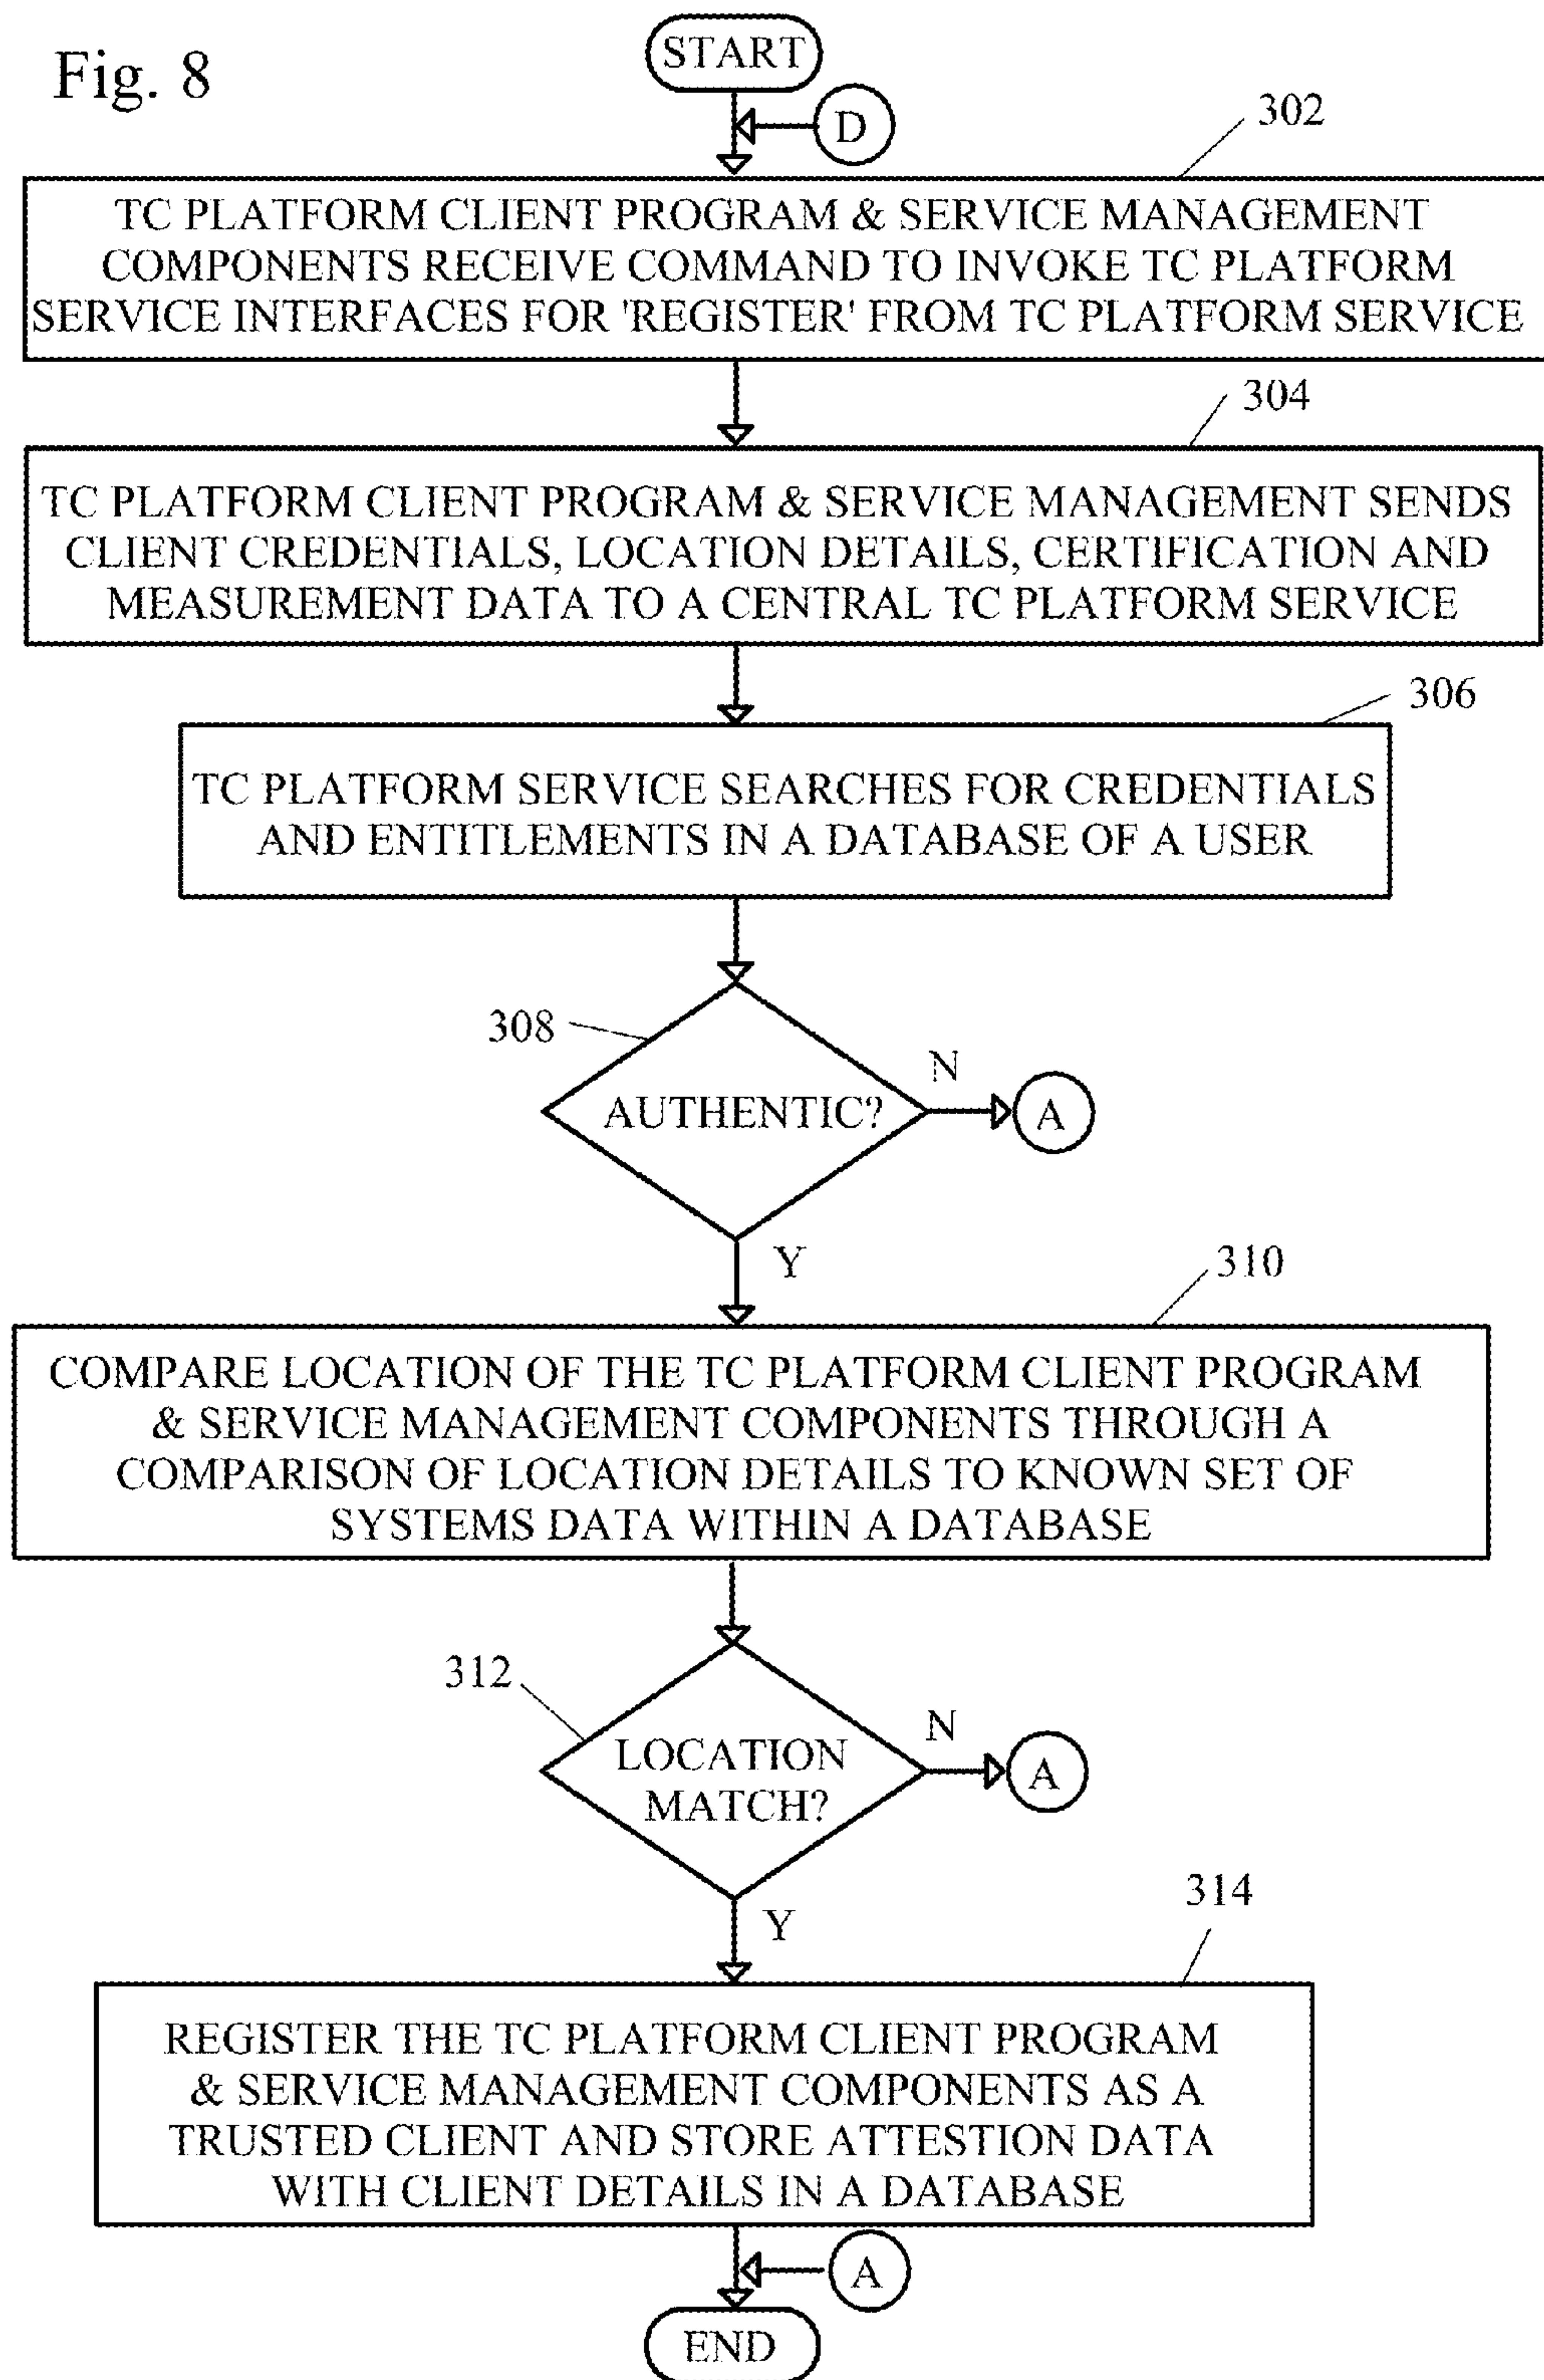 Fig. 8
START
D
302
TC PLATFORM CLIENT PROGRAM & SERVICE MANAGEMENT
COMPONENTS RECEIVE COMMAND TO INVOKE TC PLATFORM
SERVICE INTERFACES FOR 'REGISTER' FROM TC PLATFORM SERVICE
304
TC PLATFORM CLIENT PROGRAM & SERVICE MANAGEMENT SENDS
CLIENT CREDENTIALS, LOCATION DETAILS, CERTIFICATION AND
MEASUREMENT DATA TO A CENTRAL TC PLATFORM SERVICE
306
TC PLATFORM SERVICE SEARCHES FOR CREDENTIALS
AND ENTITLEMENTS IN A DATABASE OF A USER
308
AUTHENTIC?
N
A
Y
310
COMPARE LOCATION OF THE TC PLATFORM CLIENT PROGRAM
& SERVICE MANAGEMENT COMPONENTS THROUGH A
COMPARISON OF LOCATION DETAILS TO KNOWN SET OF
SYSTEMS DATA WITHIN A DATABASE
312
LOCATION
MATCH?
N
A
Y
314
REGISTER THE TC PLATFORM CLIENT PROGRAM
& SERVICE MANAGEMENT COMPONENTS AS A
TRUSTED CLIENT AND STORE ATTESTION DATA
WITH CLIENT DETAILS IN A DATABASE
A
END